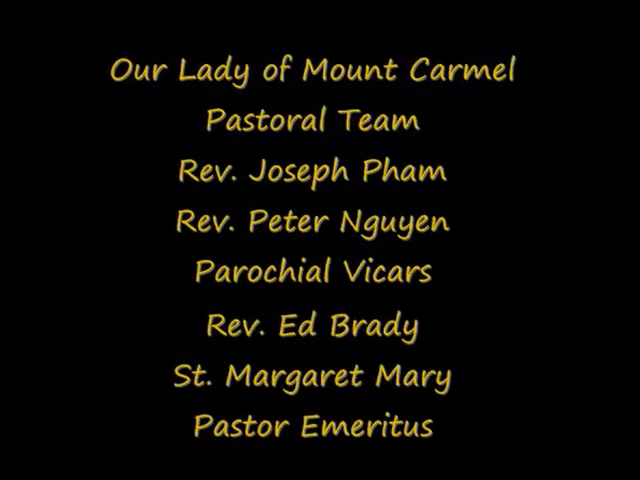 Our Lady of Mount Carmel
Pastoral Team
Rev. Joseph Pham
Rev. Peter Nguyen
Parochial Vicars
Rev. Ed Brady
St. Margaret Mary
Pastor Emeritus